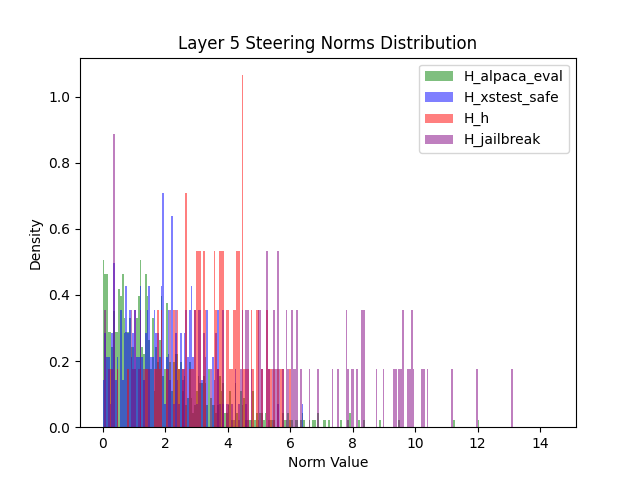 Layer 5 Steering Norms Distribution
H_alpaca_eval
H_xstest_safe
H_h
H_jailbreak
Density
1.0
0.8
0.6
0.4
0.2
0.0
0 2 4 6 8 10 12 14
Norm Value